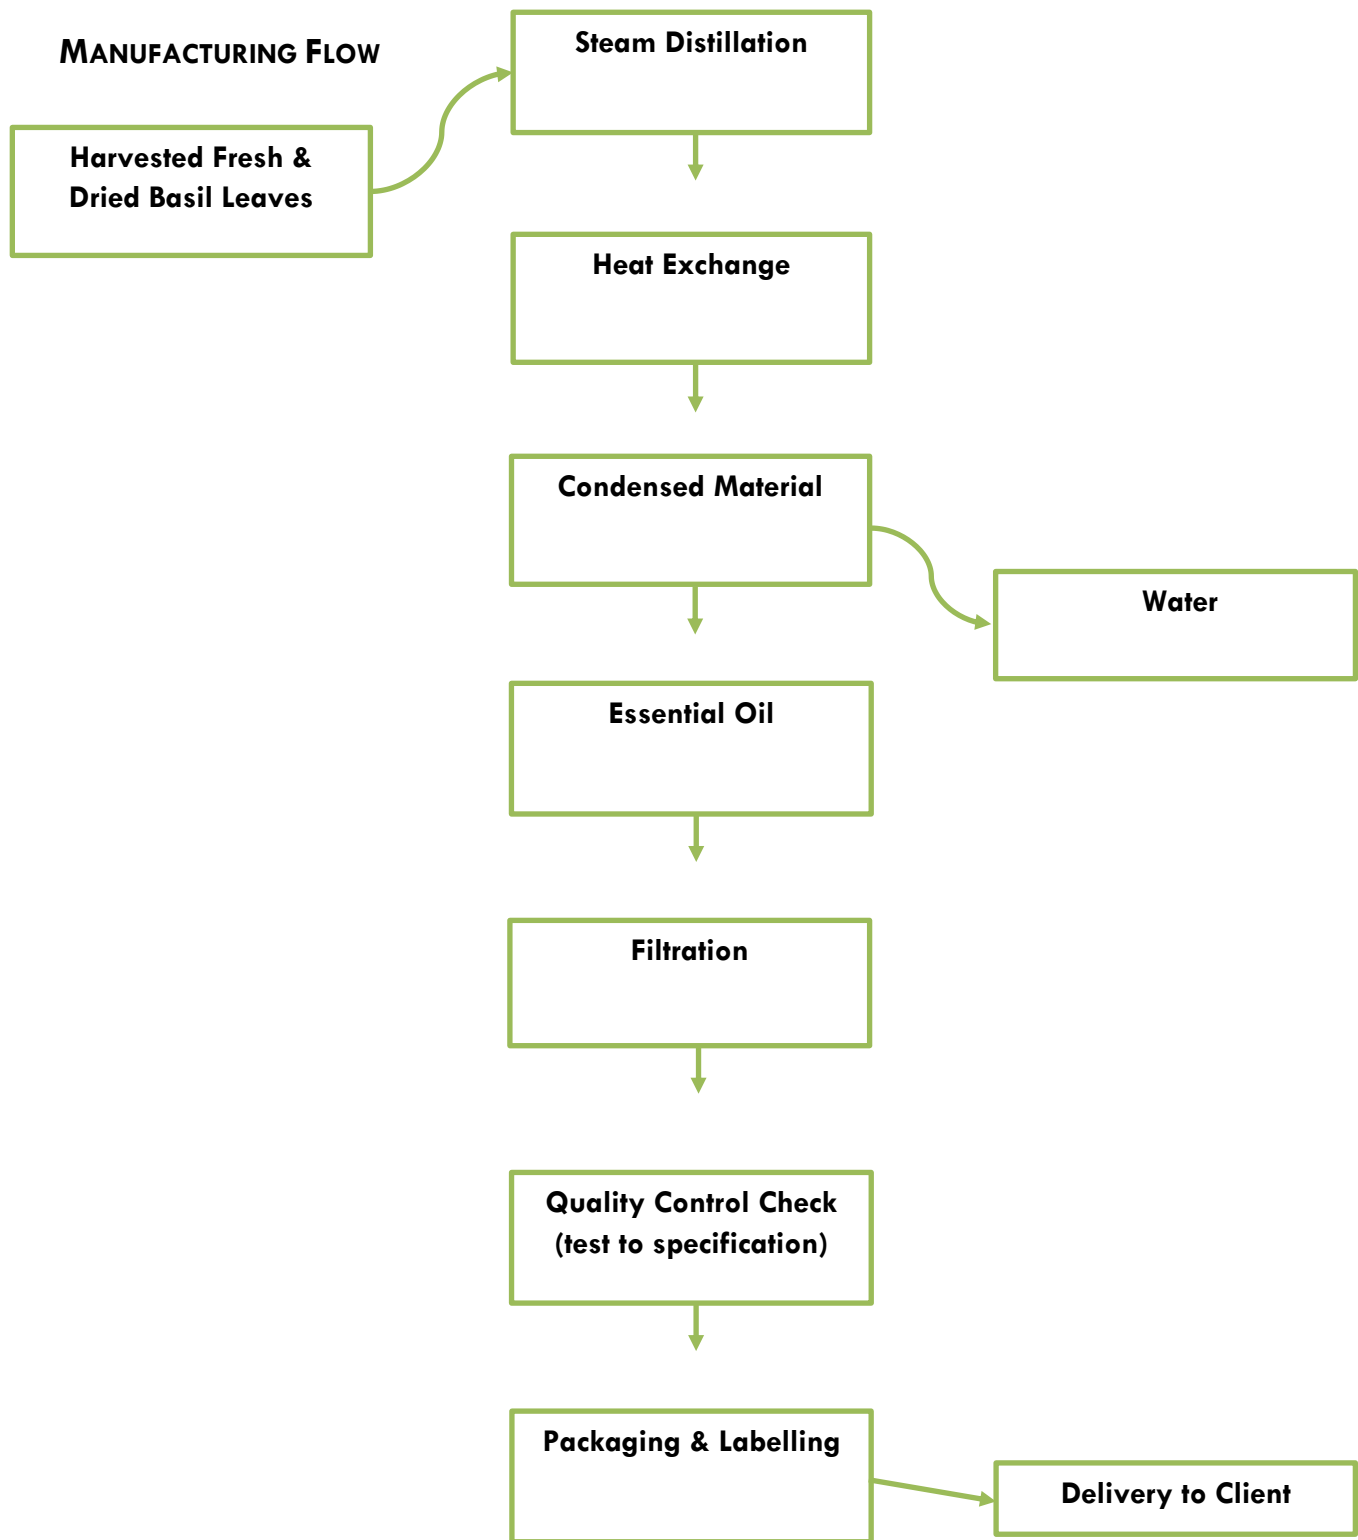 MANUFACTURING FLOW
Harvested Fresh &
Dried Basil Leaves
Steam Distillation
Heat Exchange
Condensed Material
Water
Essential Oil
Filtration
Quality Control Check
(test to specification)
Packaging & Labelling
Delivery to Client